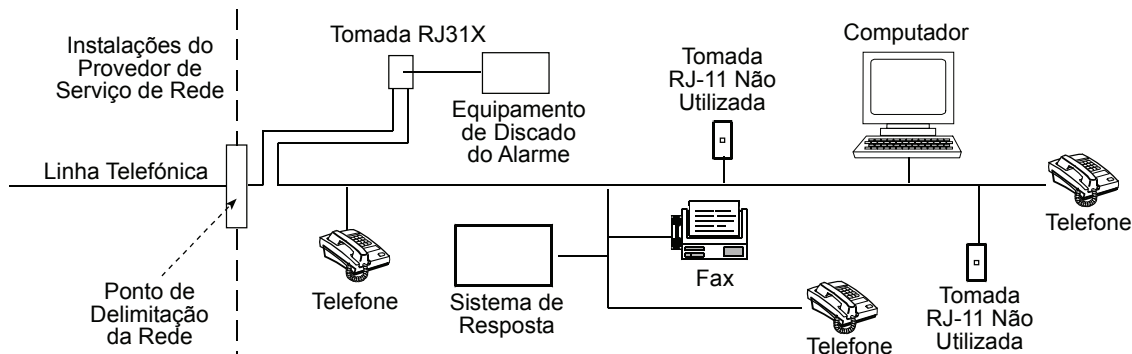 Instalações do
Provedor de
Serviço de Rede
Tomada RJ31X
Equipamento
de Discado
do Alarme
Tomada
RJ-11 Não
Utilizada
Computador
Linha Telefónica
Telefone
Ponto de
Delimitação
da Rede
Telefone
Sistema de
Resposta
Fax
Telefone
Tomada
RJ-11 Não
Utilizada